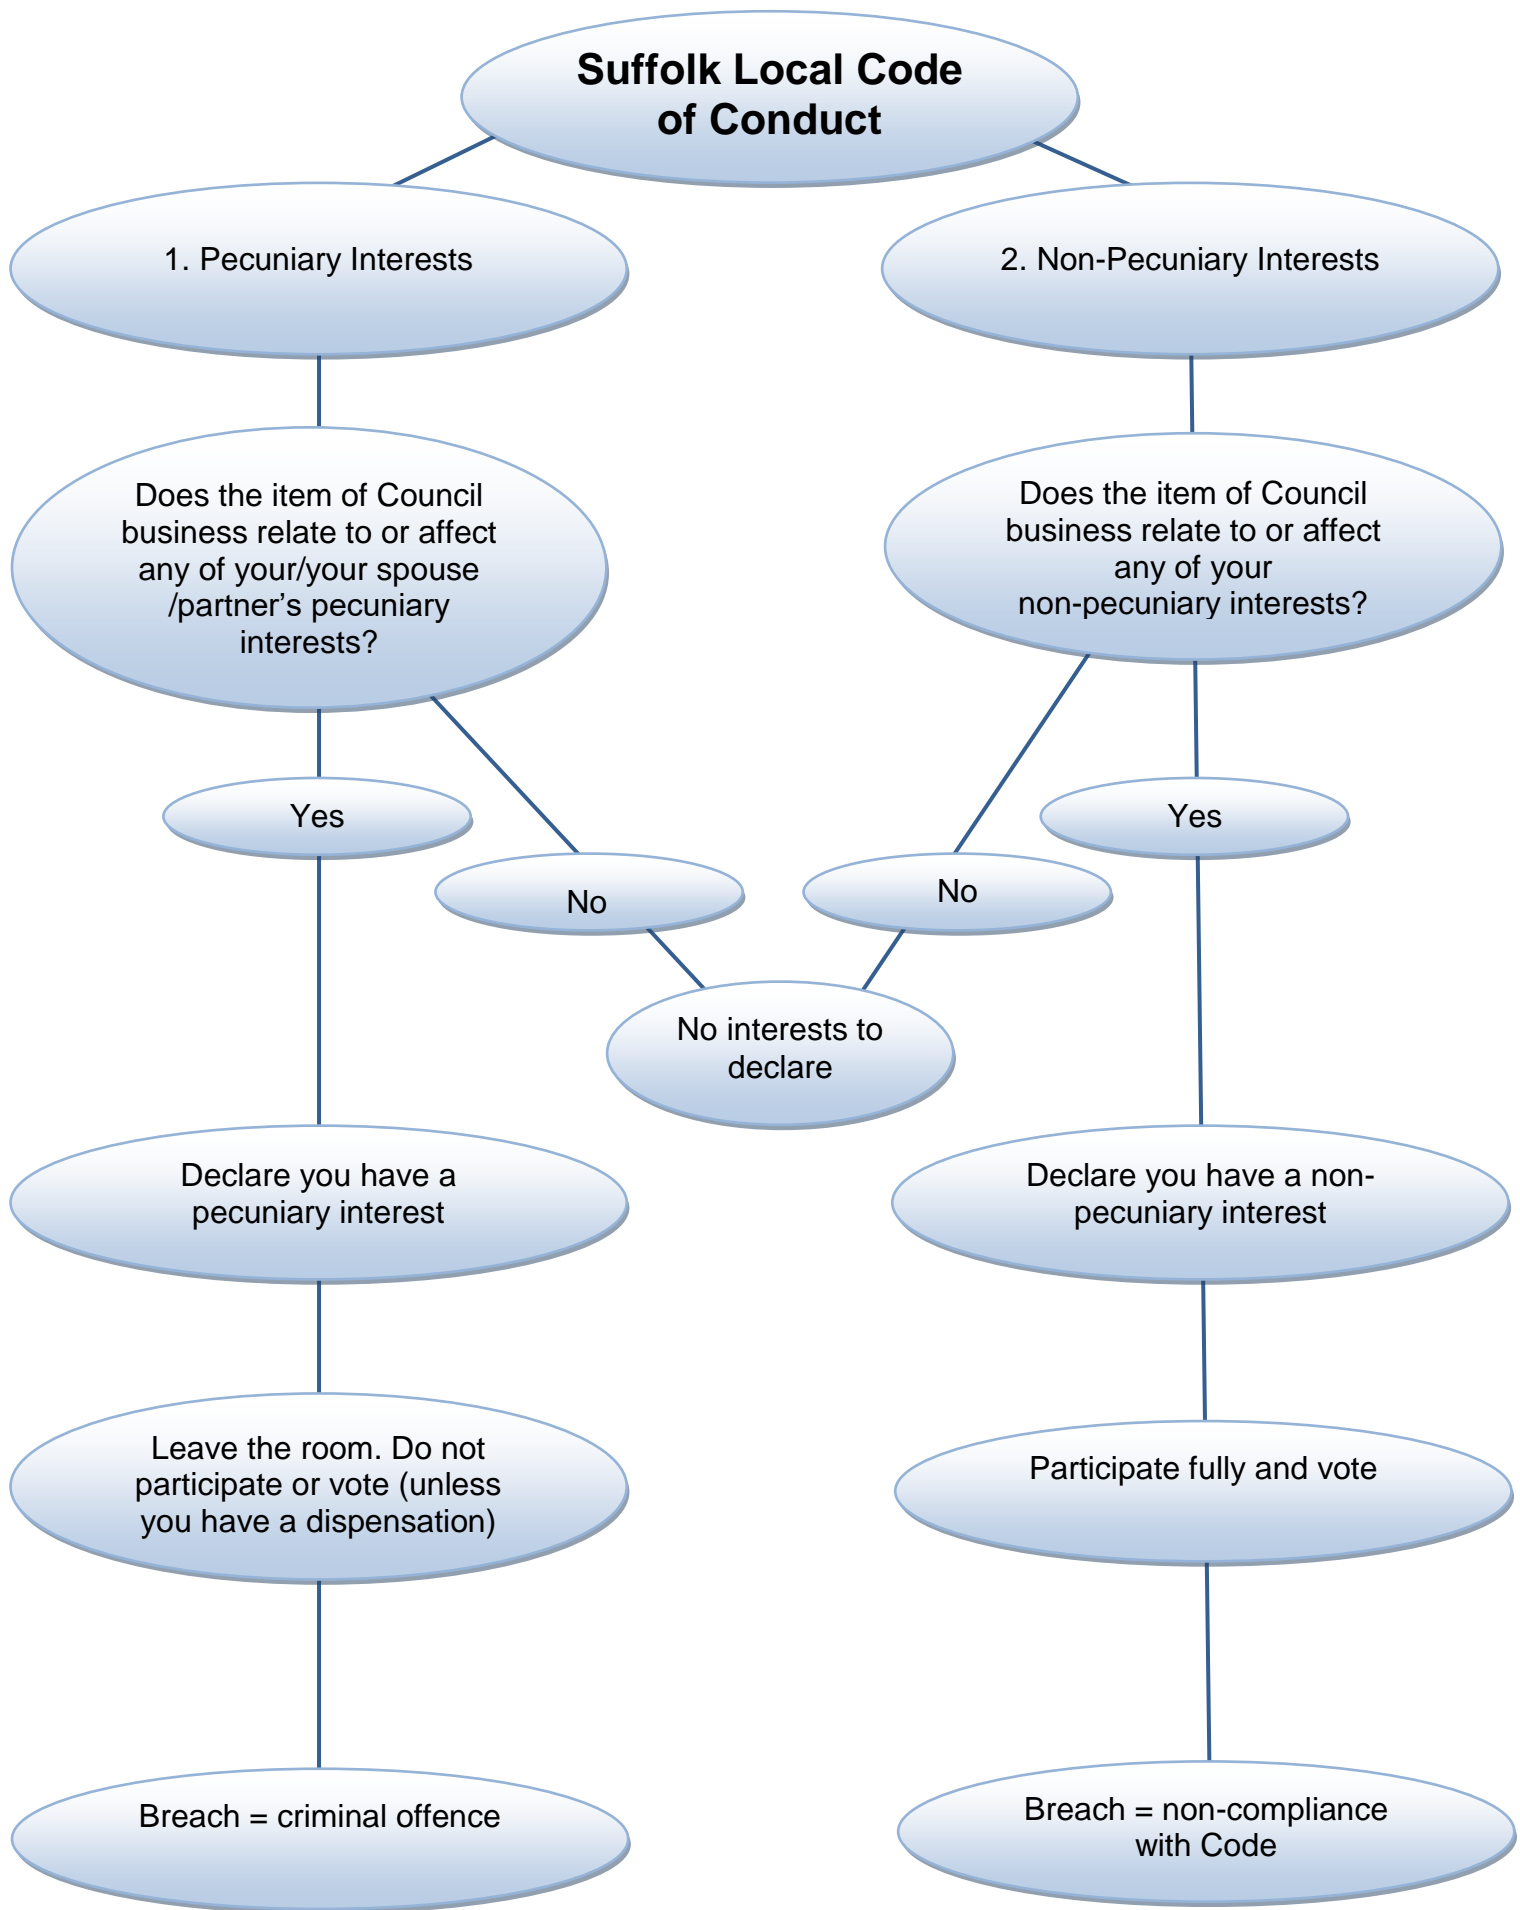 Suffolk Local Code
of Conduct
1. Pecuniary Interests
2. Non-Pecuniary Interests
Does the item of Council
business relate to or affect
any of your/your spouse
/partner’s pecuniary
interests?
Does the item of Council
business relate to or affect
any of your
non-pecuniary interests?
Yes
Yes
No
No
No interests to
declare
Declare you have a
pecuniary interest
Declare you have a non-
pecuniary interest
Leave the room. Do not
participate or vote (unless
you have a dispensation)
Participate fully and vote
Breach = criminal offence
Breach = non-compliance
with Code